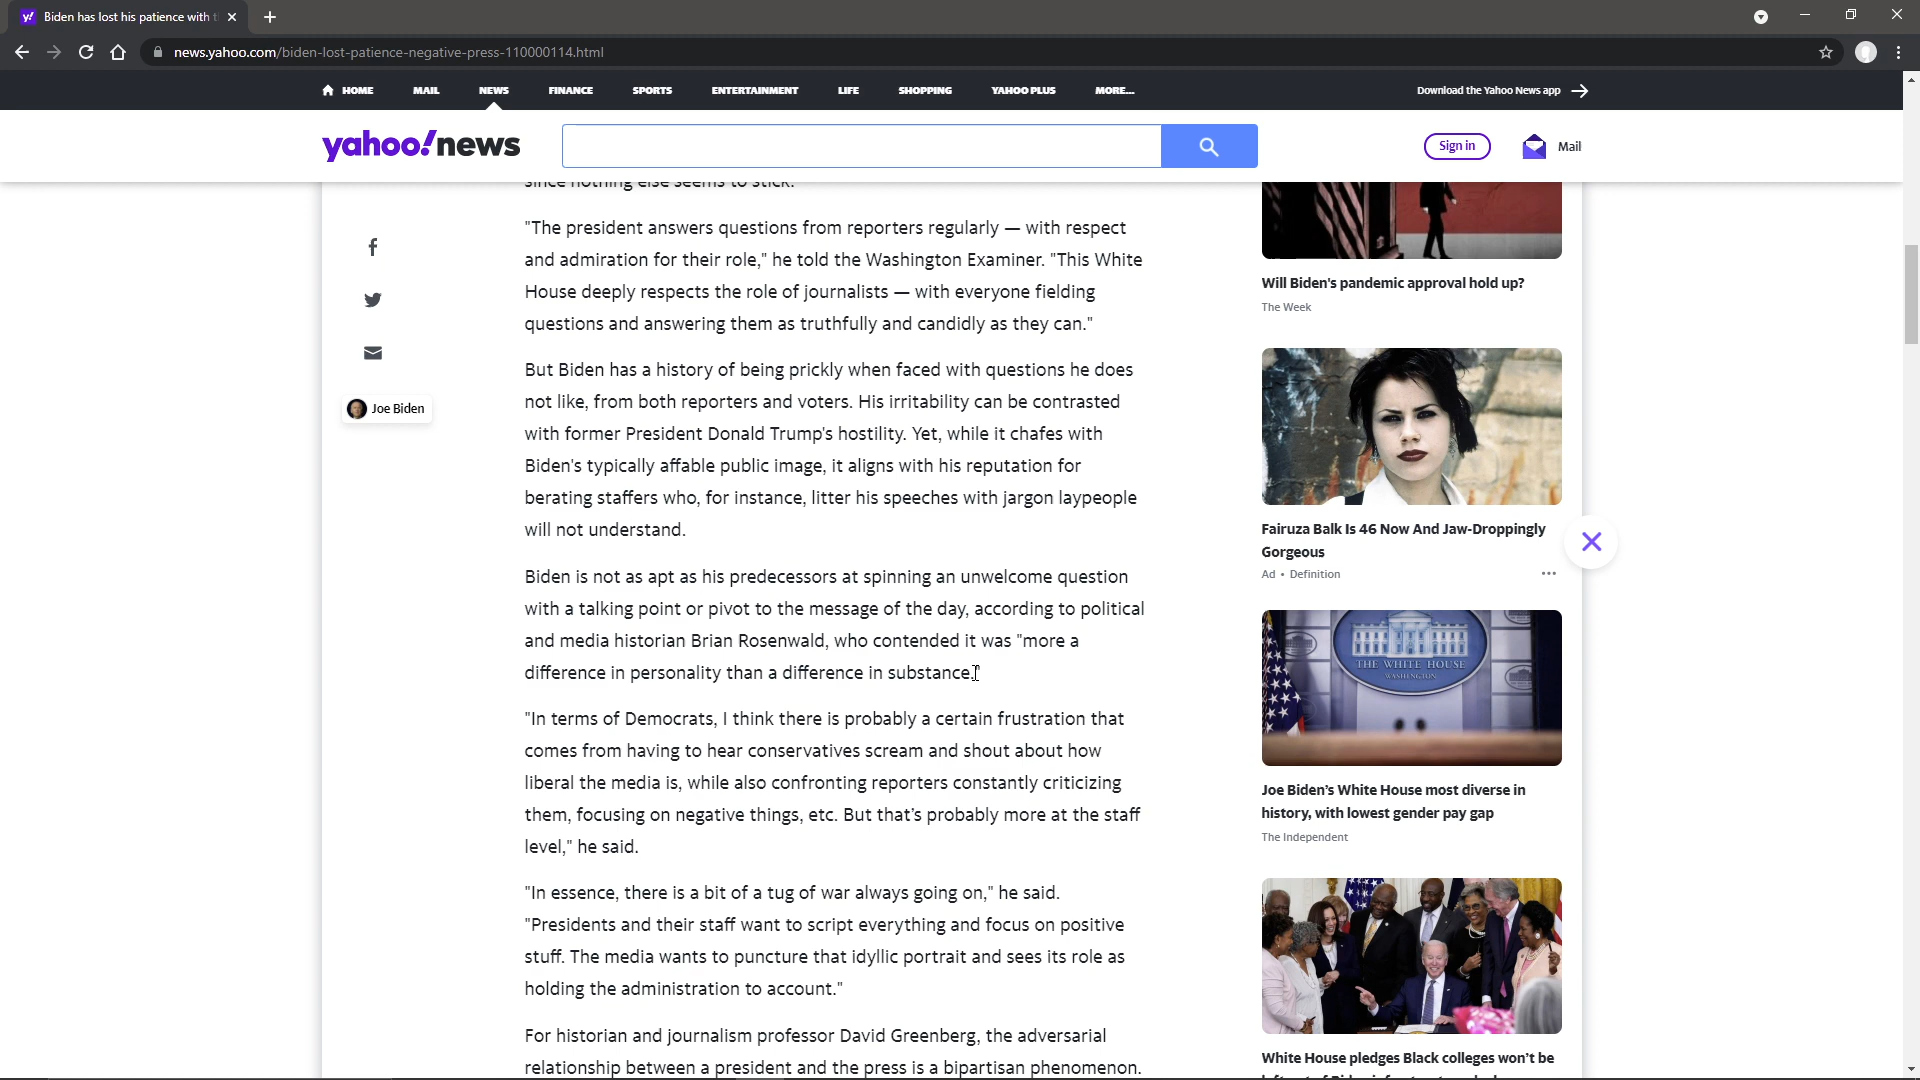 Biden has lost his patience with t
news.yahoo.com/biden-lost-patience-negative-press-110000114.html
HOME MAIL NEWS FINANCE SPORTS ENTERTAINMENT LIFE SHOPPING YAHOO PLUS MORE... Download the Yahoo News app
yahoo!news
Sign in
Mail
since nothing else seems to stick.
"The president answers questions from reporters regularly — with respect
and admiration for their role," he told the Washington Examiner. "This White
House deeply respects the role of journalists — with everyone fielding
questions and answering them as truthfully and candidly as they can."
But Biden has a history of being prickly when faced with questions he does
not like, from both reporters and voters. His irritability can be contrasted
with former President Donald Trump's hostility. Yet, while it chafes with
Biden's typically affable public image, it aligns with his reputation for
berating staffers who, for instance, litter his speeches with jargon laypeople
will not understand.
Biden is not as apt as his predecessors at spinning an unwelcome question
with a talking point or pivot to the message of the day, according to political
and media historian Brian Rosenwald, who contended it was "more a
difference in personality than a difference in substance."
"In terms of Democrats, I think there is probably a certain frustration that
comes from having to hear conservatives scream and shout about how
liberal the media is, while also confronting reporters constantly criticizing
them, focusing on negative things, etc. But that's probably more at the staff
level," he said.
"In essence, there is a bit of a tug of war always going on," he said.
"Presidents and their staff want to script everything and focus on positive
stuff. The media wants to puncture that idyllic portrait and sees its role as
holding the administration to account."
For historian and journalism professor David Greenberg, the adversarial
relationship between a president and the press is a bipartisan phenomenon.
Joe Biden
Will Biden's pandemic approval hold up?
The Week
Fairuza Balk Is 46 Now And Jaw-Droppingly
Gorgeous
Ad • Definition
THE WHITE HOUSE
WASHINGTON
Joe Biden's White House most diverse in
history, with lowest gender pay gap
The Independent
White House pledges Black colleges won't be